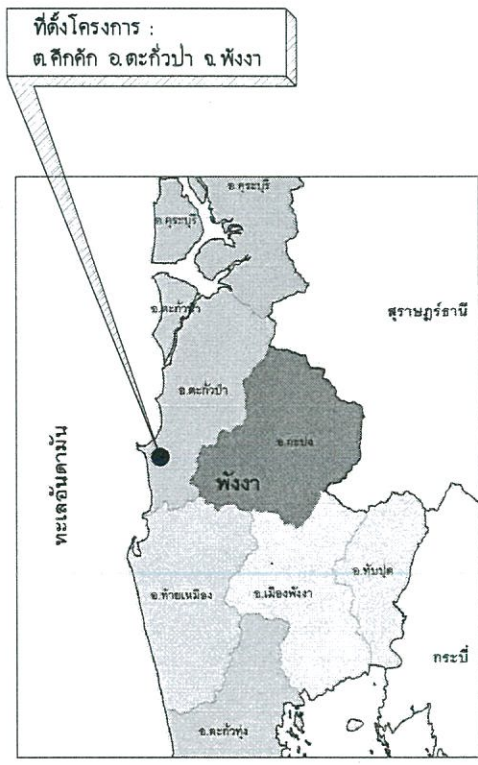 ที่ตั้งโครงการ :
ต.คึกคัก อ.ตะกั่วป่า จ.พังงา
อ.คุระบุรี
อ.คุระบุรี
อ.ตะกั่วป่า
สุราษฎร์ธานี
อ.ตะกั่วป่า
อ.กะปง
พังงา
ทะเลอันดามัน
อ.ทับปุด
อ.ท้ายเหมือง
อ.เมืองพังงา
กระบี่
อ.ตะกั่วทุ่ง